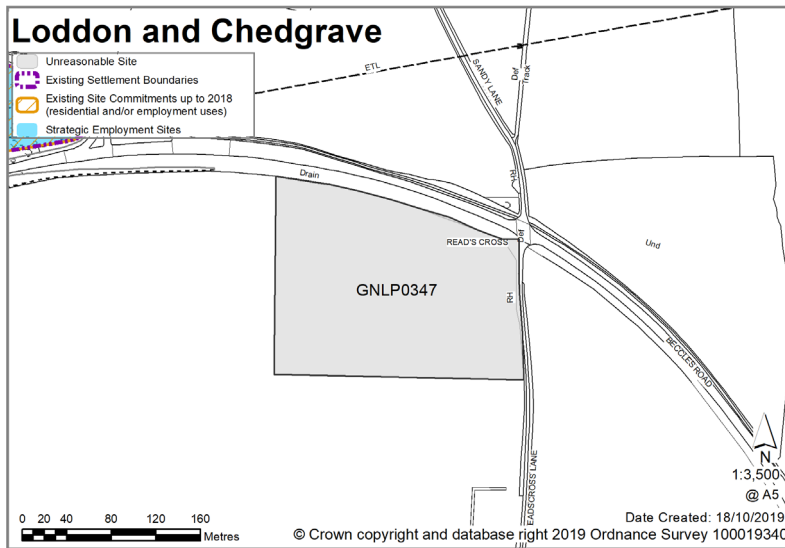 Loddon and Chedgrave
Unreasonable Site
Existing Settlement Boundaries
Existing Site Commitments up to 2018
(residential and/or employment uses)
Strategic Employment Sites
ETL
SANDY LANE
Def
Track
Drain
RH
Def
READ'S CROSS
Und
GNLP0347
RH
BECCLES ROAD
EADSCROSS LANE
N
1:3,500
@ A5
0 20 40 80 120 160
Metres
Date Created: 18/10/2019
© Crown copyright and database right 2019 Ordnance Survey 100019340